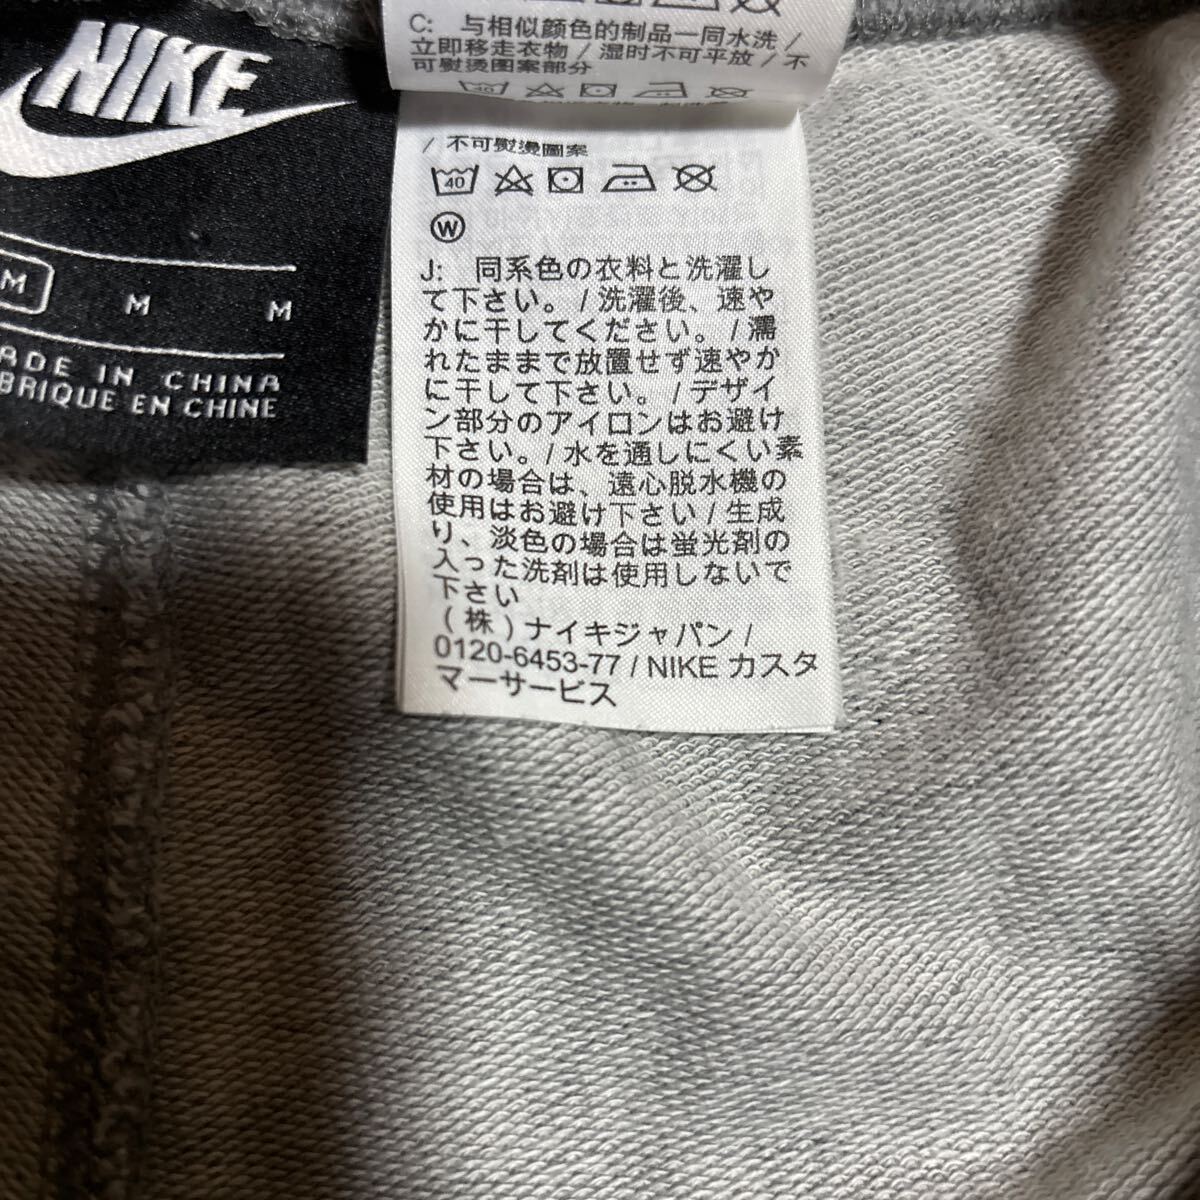 NIKE
M M M
MADE IN CHINA
FABRIQUE EN CHINE
C: 与相似颜色的制品一同水洗 /
立即移走衣物 / 湿时不可平放 / 不
可熨烫图案部分
40
/ 不可熨燙圖案
40
W
J: 同系色の衣料と洗濯し
て下さい。/ 洗濯後、速や
かに干してください。/ 濡
れたままで放置せず速やか
に干して下さい。/ デザイ
ン部分のアイロンはお避け
下さい。/ 水を通しにくい素
材の場合は、遠心脱水機の
使用はお避け下さい / 生成
り、淡色の場合は蛍光剤の
入った洗剤は使用しないで
下さい
(株) ナイキジャパン /
0120-6453-77 / NIKE カスタ
マーサービス